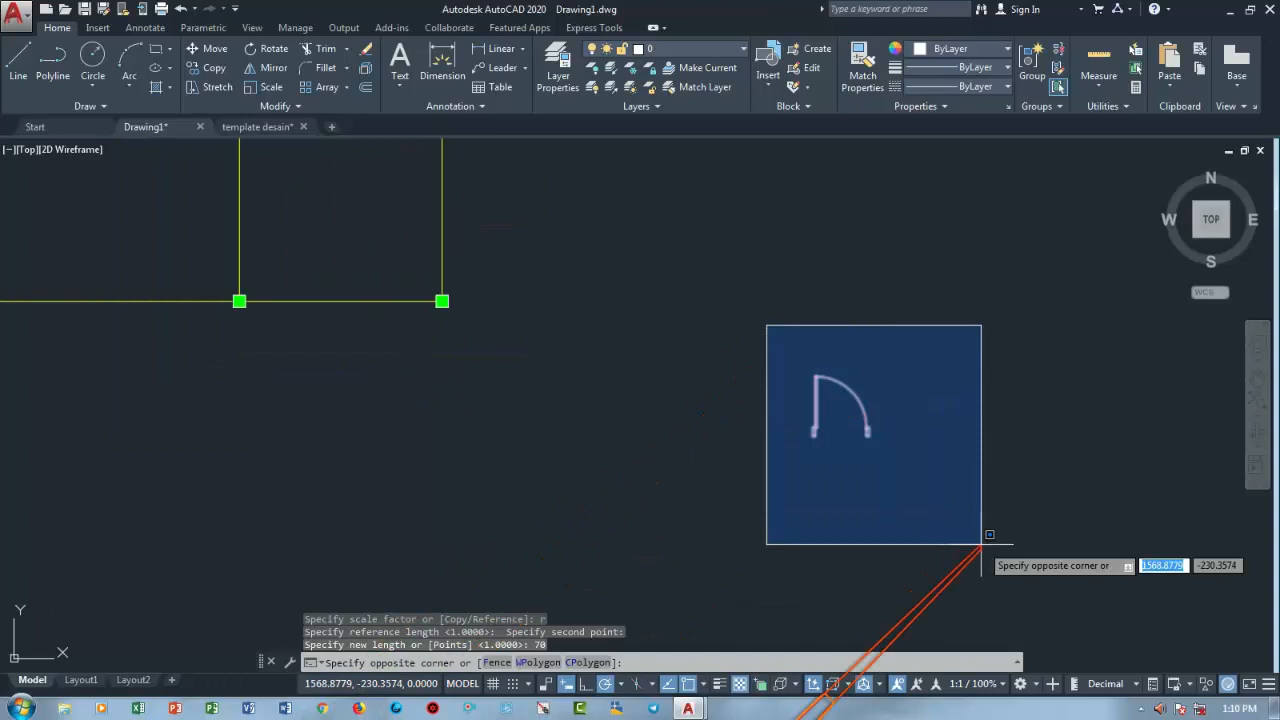 Autodesk AutoCAD 2020 Drawing1.dwg
Type a keyword or phrase
Sign In
Home Insert Annotate Parametric View Manage Output Add-ins Collaborate Express Tools Featured Apps
Line
Polyline
Circle
Arc
Move
Rotate
Trim
Copy
Mirror
Fillet
Stretch
Scale
Array
Text
Dimension
Linear
Leader
Table
Layer
Properties
0
Make Current
Match Layer
Insert
Create
Edit
Match
Properties
ByLayer
ByLayer
ByLayer
Group
Measure
Paste
Base
Draw
Modify
Annotation
Layers
Block
Properties
Groups
Utilities
Clipboard
View
Start
Drawing1*
template desain*
[−][Top][2D Wireframe]
N
W
TOP
E
S
WCS
Specify opposite corner or
1568.8779
-230.3574
Y
X
Specify scale factor or [Copy/Reference]: r
Specify reference length <1.0000>: Specify second point:
Specify new length or [Points] <1.0000>: 70
Specify opposite corner or [Fence WPolygon CPolygon]:
Model
Layout1
Layout2
1568.8779, -230.3574, 0.0000
MODEL
1:1 / 100%
Decimal
1:10 PM